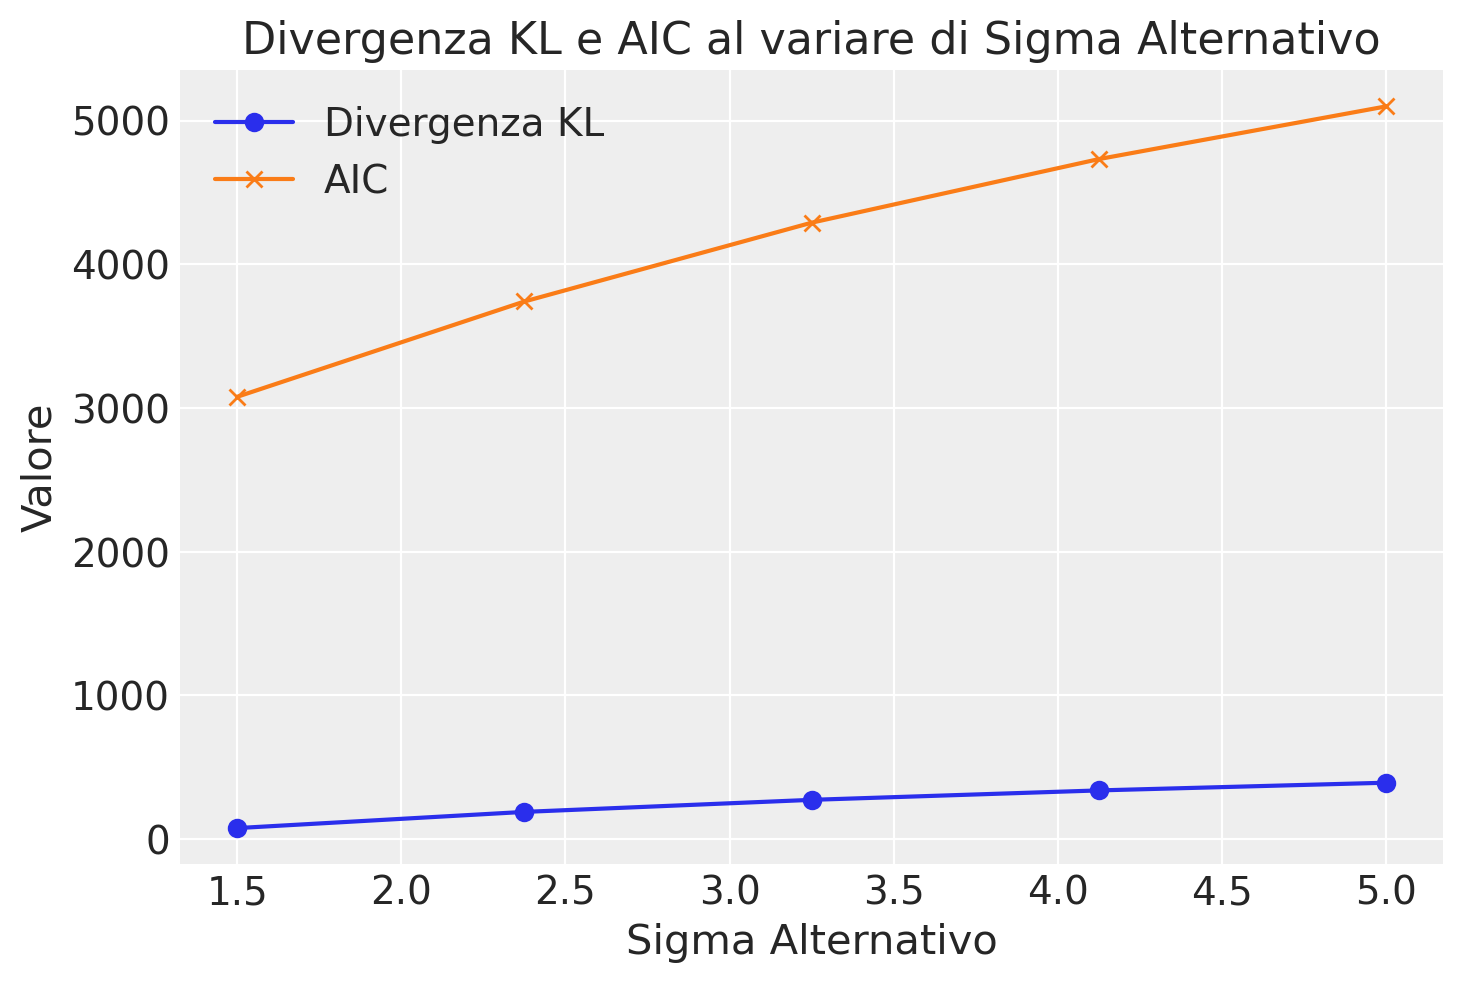 Divergenza KL e AIC al variare di Sigma Alternativo
Divergenza KL
AIC
5000
4000
3000
2000
1000
0
Valore
1.5 2.0 2.5 3.0 3.5 4.0 4.5 5.0
Sigma Alternativo